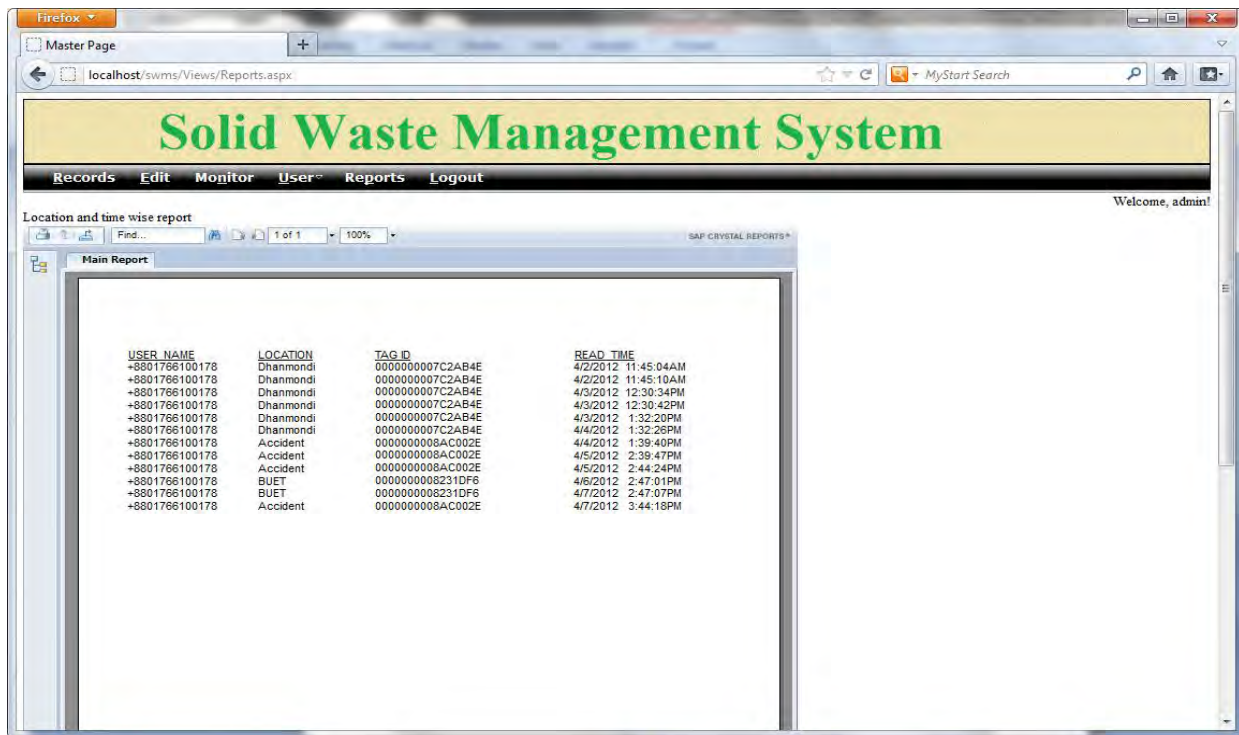 Firefox
Master Page
localhost/swms/Views/Reports.aspx
MyStart Search
Solid Waste Management System
Records Edit Monitor User Reports Logout
Welcome, admin!
Location and time wise report
Find... 1 of 1 100% SAP CRYSTAL REPORTS
Main Report
USER NAME LOCATION TAG ID READ TIME
+8801766100178 Dhanmondi 0000000007C2AB4E 4/2/2012 11:45:04AM
+8801766100178 Dhanmondi 0000000007C2AB4E 4/2/2012 11:45:10AM
+8801766100178 Dhanmondi 0000000007C2AB4E 4/3/2012 12:30:34PM
+8801766100178 Dhanmondi 0000000007C2AB4E 4/3/2012 12:30:42PM
+8801766100178 Dhanmondi 0000000007C2AB4E 4/3/2012 1:32:20PM
+8801766100178 Dhanmondi 0000000007C2AB4E 4/4/2012 1:32:26PM
+8801766100178 Accident 0000000008AC002E 4/4/2012 1:39:40PM
+8801766100178 Accident 0000000008AC002E 4/5/2012 2:39:47PM
+8801766100178 Accident 0000000008AC002E 4/5/2012 2:44:24PM
+8801766100178 BUET 0000000008231DF6 4/6/2012 2:47:01PM
+8801766100178 BUET 0000000008231DF6 4/7/2012 2:47:07PM
+8801766100178 Accident 0000000008AC002E 4/7/2012 3:44:18PM